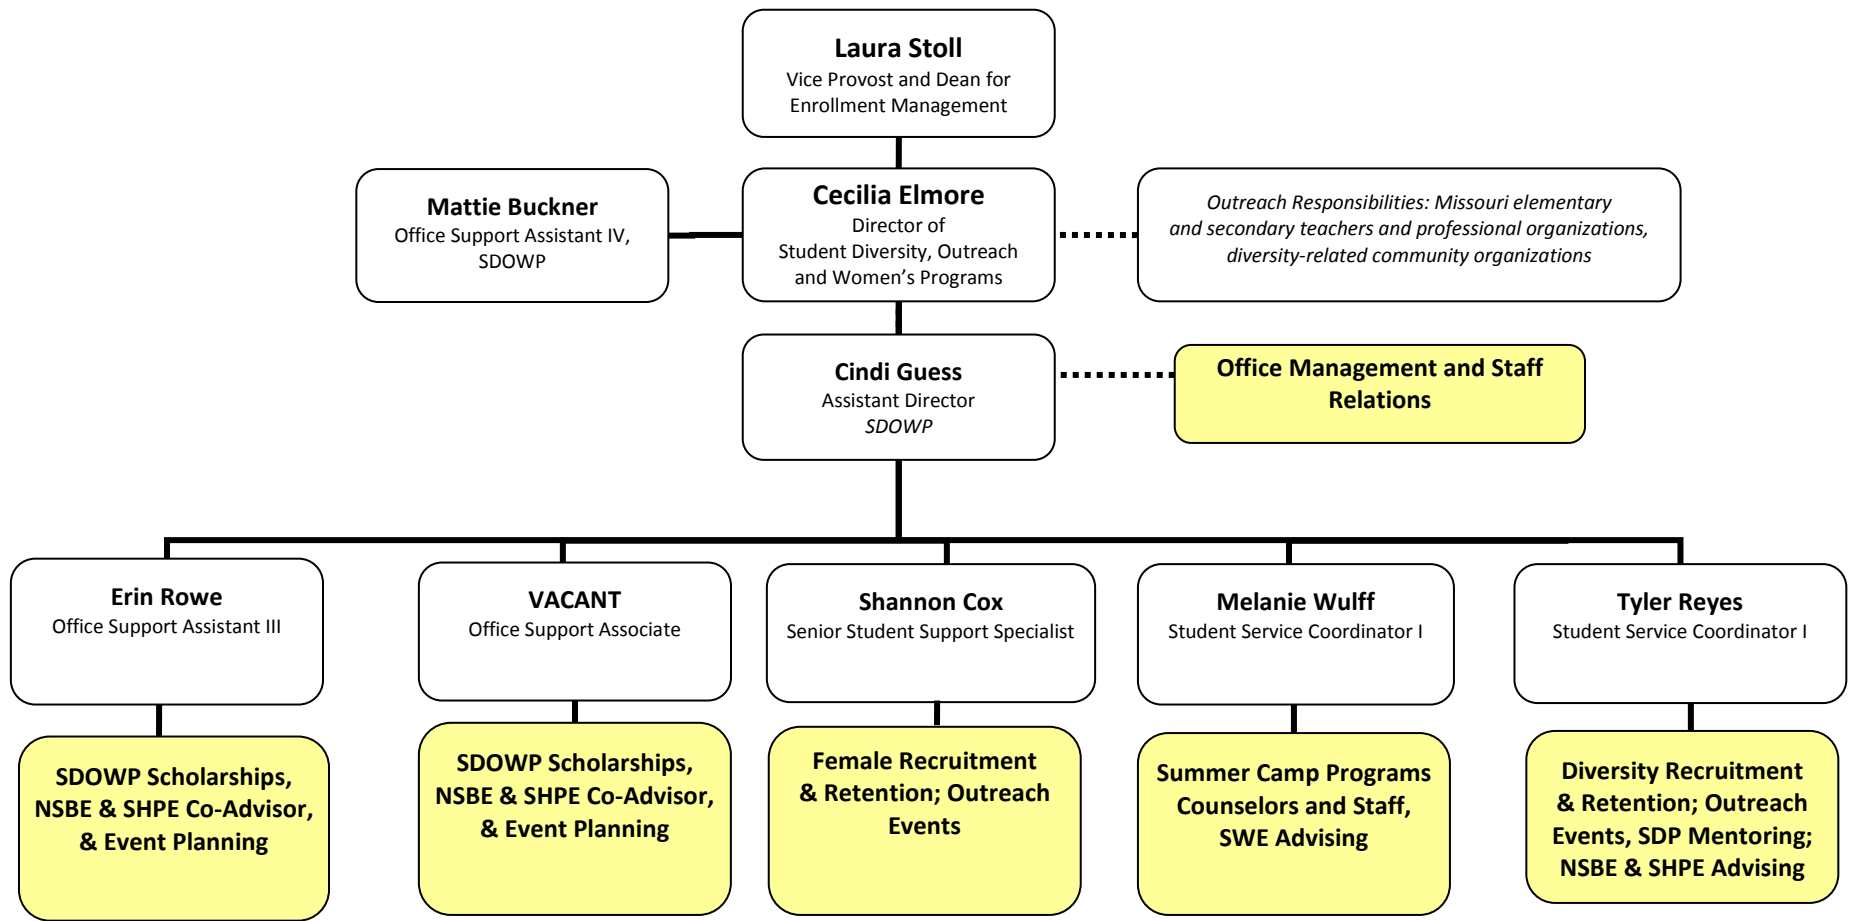 Laura Stoll
Vice Provost and Dean for
Enrollment Management
Mattie Buckner
Office Support Assistant IV,
SDOWP
Cecilia Elmore
Director of
Student Diversity, Outreach
and Women’s Programs
Outreach Responsibilities: Missouri elementary
and secondary teachers and professional organizations,
diversity-related community organizations
Cindi Guess
Assistant Director
SDOWP
Office Management and Staff
Relations
Erin Rowe
Office Support Assistant III
VACANT
Office Support Associate
Shannon Cox
Senior Student Support Specialist
Melanie Wulff
Student Service Coordinator I
Tyler Reyes
Student Service Coordinator I
SDOWP Scholarships,
NSBE & SHPE Co-Advisor,
& Event Planning
SDOWP Scholarships,
NSBE & SHPE Co-Advisor,
& Event Planning
Female Recruitment
& Retention; Outreach
Events
Summer Camp Programs
Counselors and Staff,
SWE Advising
Diversity Recruitment
& Retention; Outreach
Events, SDP Mentoring;
NSBE & SHPE Advising